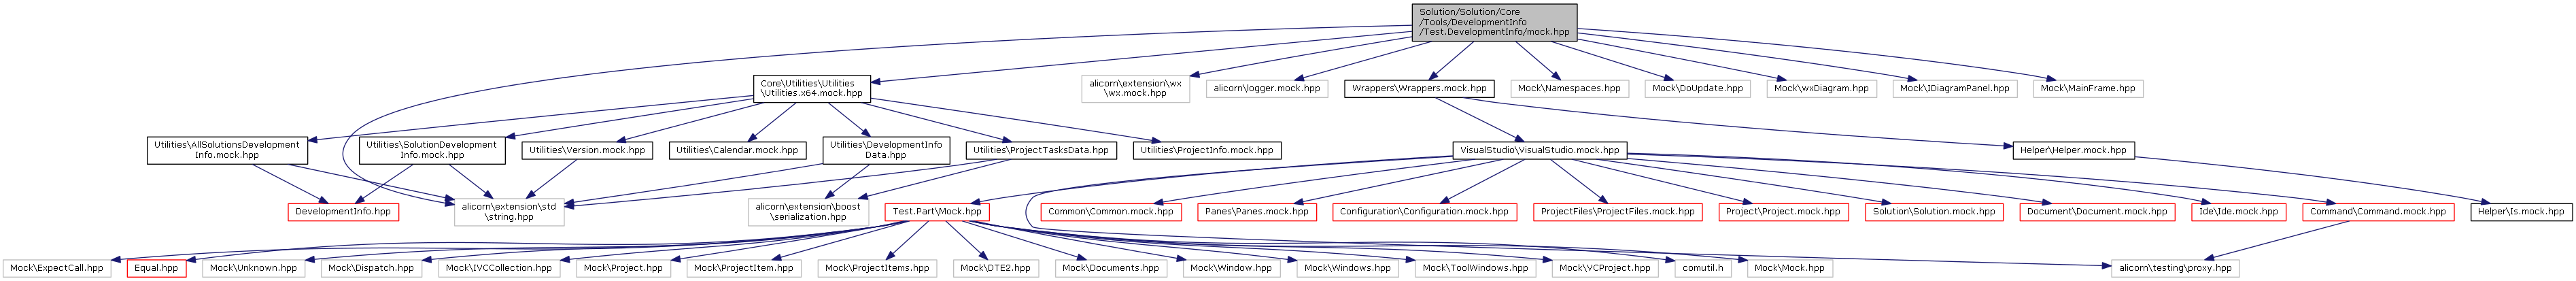 Solution/Solution/Core
/Tools/DevelopmentInfo
/Test.DevelopmentInfo/mock.hpp
Core\Utilities\Utilities
\Utilities.x64.mock.hpp
alicorn\extension\wx
\wx.mock.hpp
alicorn\logger.mock.hpp
Wrappers\Wrappers.mock.hpp
Mock\Namespaces.hpp
Mock\DoUpdate.hpp
Mock\wxDiagram.hpp
Mock\IDiagramPanel.hpp
Mock\MainFrame.hpp
Utilities\AllSolutionsDevelopment
Info.mock.hpp
Utilities\SolutionDevelopment
Info.mock.hpp
Utilities\Version.mock.hpp
Utilities\Calendar.mock.hpp
Utilities\DevelopmentInfo
Data.hpp
Utilities\ProjectTasksData.hpp
Utilities\ProjectInfo.mock.hpp
VisualStudio\VisualStudio.mock.hpp
Helper\Helper.mock.hpp
DevelopmentInfo.hpp
alicorn\extension\std
\string.hpp
alicorn\extension\boost
\serialization.hpp
Test.Part\Mock.hpp
Common\Common.mock.hpp
Panes\Panes.mock.hpp
Configuration\Configuration.mock.hpp
ProjectFiles\ProjectFiles.mock.hpp
Project\Project.mock.hpp
Solution\Solution.mock.hpp
Document\Document.mock.hpp
Ide\Ide.mock.hpp
Command\Command.mock.hpp
Helper\Is.mock.hpp
Mock\ExpectCall.hpp
Equal.hpp
Mock\Unknown.hpp
Mock\Dispatch.hpp
Mock\IVCCollection.hpp
Mock\Project.hpp
Mock\ProjectItem.hpp
Mock\ProjectItems.hpp
Mock\DTE2.hpp
Mock\Documents.hpp
Mock\Window.hpp
Mock\Windows.hpp
Mock\ToolWindows.hpp
Mock\VCProject.hpp
comutil.h
Mock\Mock.hpp
alicorn\testing\proxy.hpp